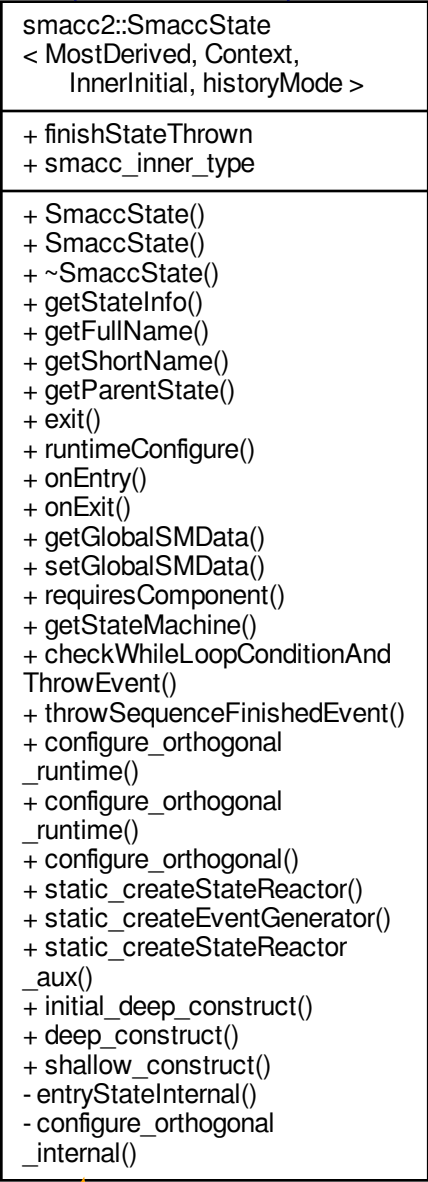 smacc2::SmaccState
< MostDerived, Context,
InnerInitial, historyMode >
+ finishStateThrown
+ smacc_inner_type
+ SmaccState()
+ SmaccState()
+ ~SmaccState()
+ getStateInfo()
+ getFullName()
+ getShortName()
+ getParentState()
+ exit()
+ runtimeConfigure()
+ onEntry()
+ onExit()
+ getGlobalSMData()
+ setGlobalSMData()
+ requiresComponent()
+ getStateMachine()
+ checkWhileLoopConditionAnd
ThrowEvent()
+ throwSequenceFinishedEvent()
+ configure_orthogonal
_runtime()
+ configure_orthogonal
_runtime()
+ configure_orthogonal()
+ static_createStateReactor()
+ static_createEventGenerator()
+ static_createStateReactor
_aux()
+ initial_deep_construct()
+ deep_construct()
+ shallow_construct()
- entryStateInternal()
- configure_orthogonal
_internal()